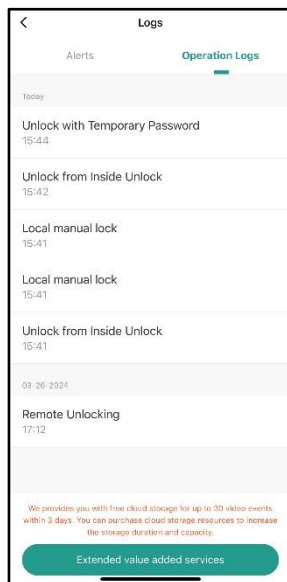 Logs
Alerts
Operation Logs
Today
Unlock with Temporary Password
15:44
Unlock from Inside Unlock
15:42
Local manual lock
15:41
Local manual lock
15:41
Unlock from Inside Unlock
15:41
03-26-2024
Remote Unlocking
17:12
We provides you with free cloud storage for up to 30 video events
within 3 days. You can purchase cloud storage resources to increase
the storage duration and capacity.
Extended value added services